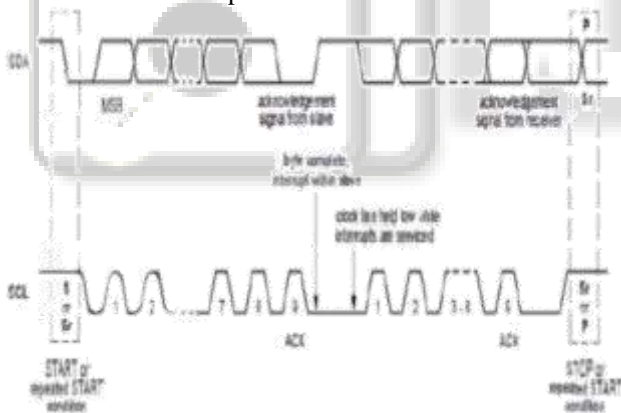 P
SDA
MSB
acknowledgement
signal from slave
acknowledgement
signal from receiver
Sr
byte complete,
interrupt within slave
clock line held low while
interrupts are serviced
SCL
S
or
Sr
1
2
7
8
9
1
2
3-8
9
Sr
or
P
ACK
ACK
START or
repeated START
condition
STOP or
repeated START
condition